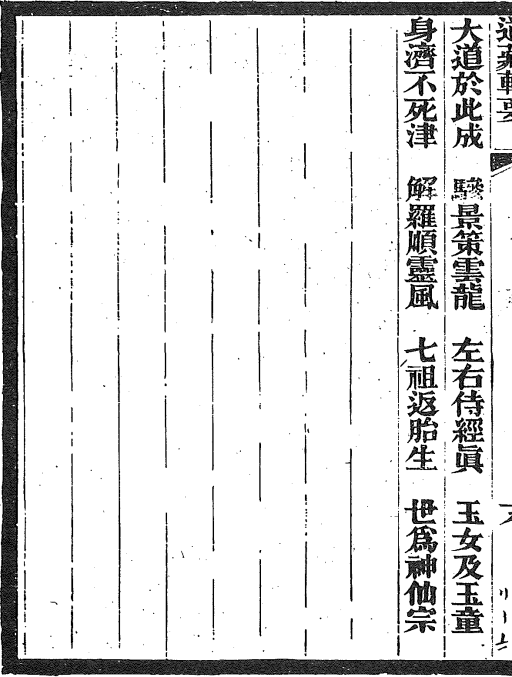 道藏輯要
大道於此成　驂景策雲龍　左右侍經眞　玉女及玉童
身濟不死津　解羅順靈風　七祖返胎生　世爲神仙宗